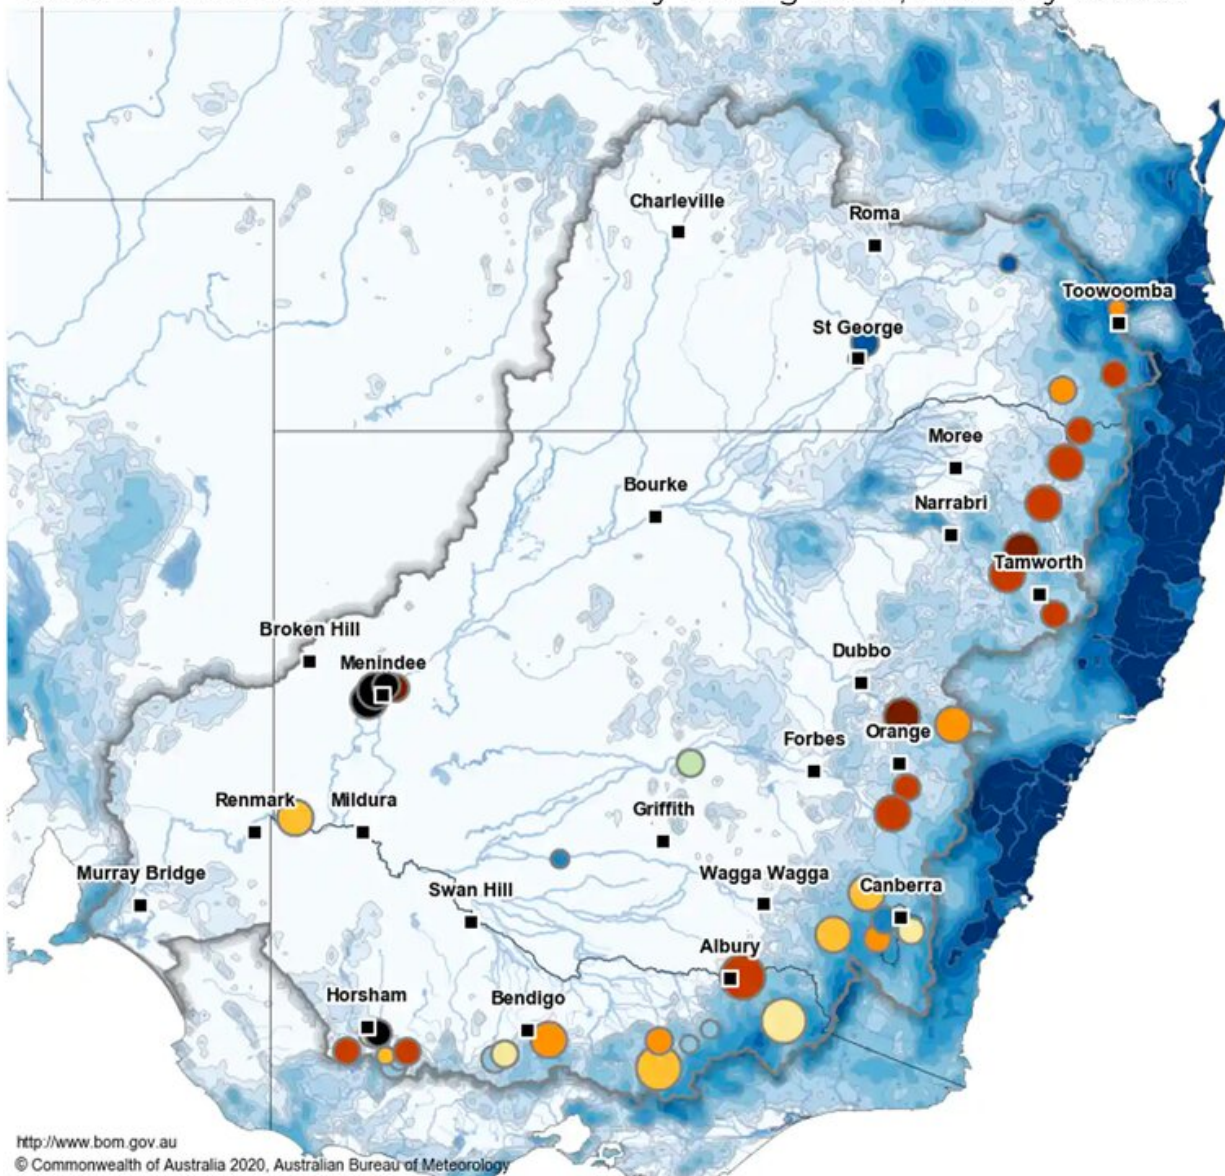 Charleville
Roma
Toowoomba
St George
Moree
Bourke
Narrabri
Tamworth
Broken Hill
Menindee
Dubbo
Orange
Forbes
Renmark
Mildura
Griffith
Murray Bridge
Swan Hill
Wagga Wagga
Canberra
Albury
Horsham
Bendigo
http://www.bom.gov.au
© Commonwealth of Australia 2020, Australian Bureau of Meteorology